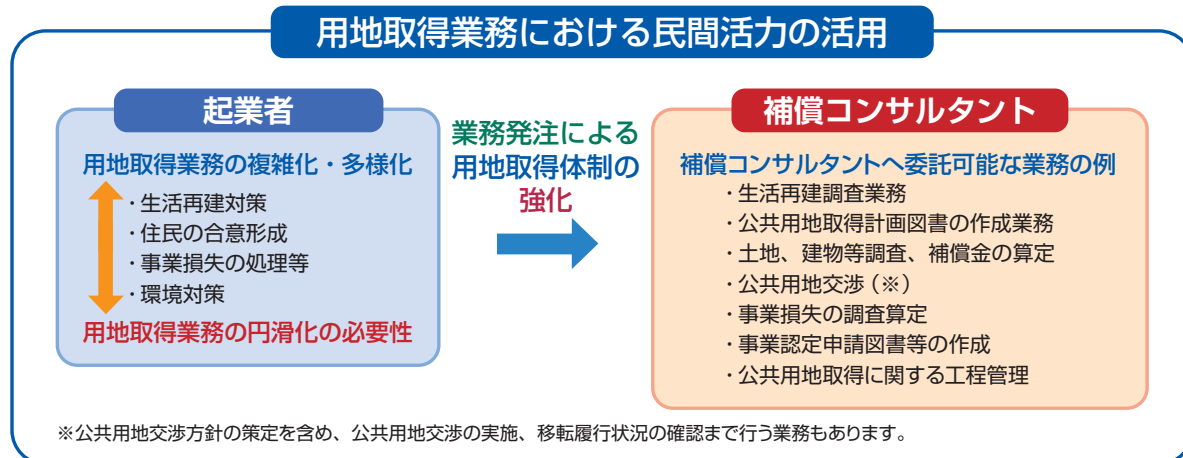 用地取得業務における民間活力の活用
起業者
用地取得業務の複雑化・多様化
・生活再建対策
・住民の合意形成
・事業損失の処理等
・環境対策
用地取得業務の円滑化の必要性
業務発注による
用地取得体制の
強化
補償コンサルタント
補償コンサルタントへ委託可能な業務の例
・生活再建調査業務
・公共用地取得計画図書の作成業務
・土地、建物等調査、補償金の算定
・公共用地交渉（※）
・事業損失の調査算定
・事業認定申請図書等の作成
・公共用地取得に関する工程管理
※公共用地交渉方針の策定を含め、公共用地交渉の実施、移転履行状況の確認まで行う業務もあります。